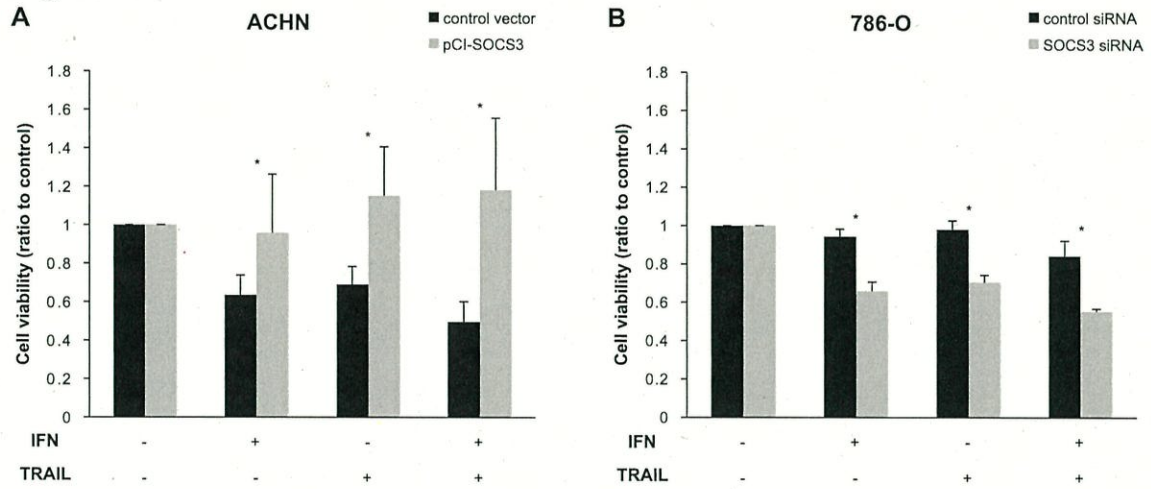 A
ACHN
control vector
pCI-SOCS3
Cell viability (ratio to control)
1.8
1.6
1.4
1.2
1
0.8
0.6
0.4
0.2
0
*
*
*
IFN - + - +
TRAIL - - + +
B
786-O
control siRNA
SOCS3 siRNA
Cell viability (ratio to control)
1.8
1.6
1.4
1.2
1
0.8
0.6
0.4
0.2
0
*
*
*
IFN - + - +
TRAIL - - + +